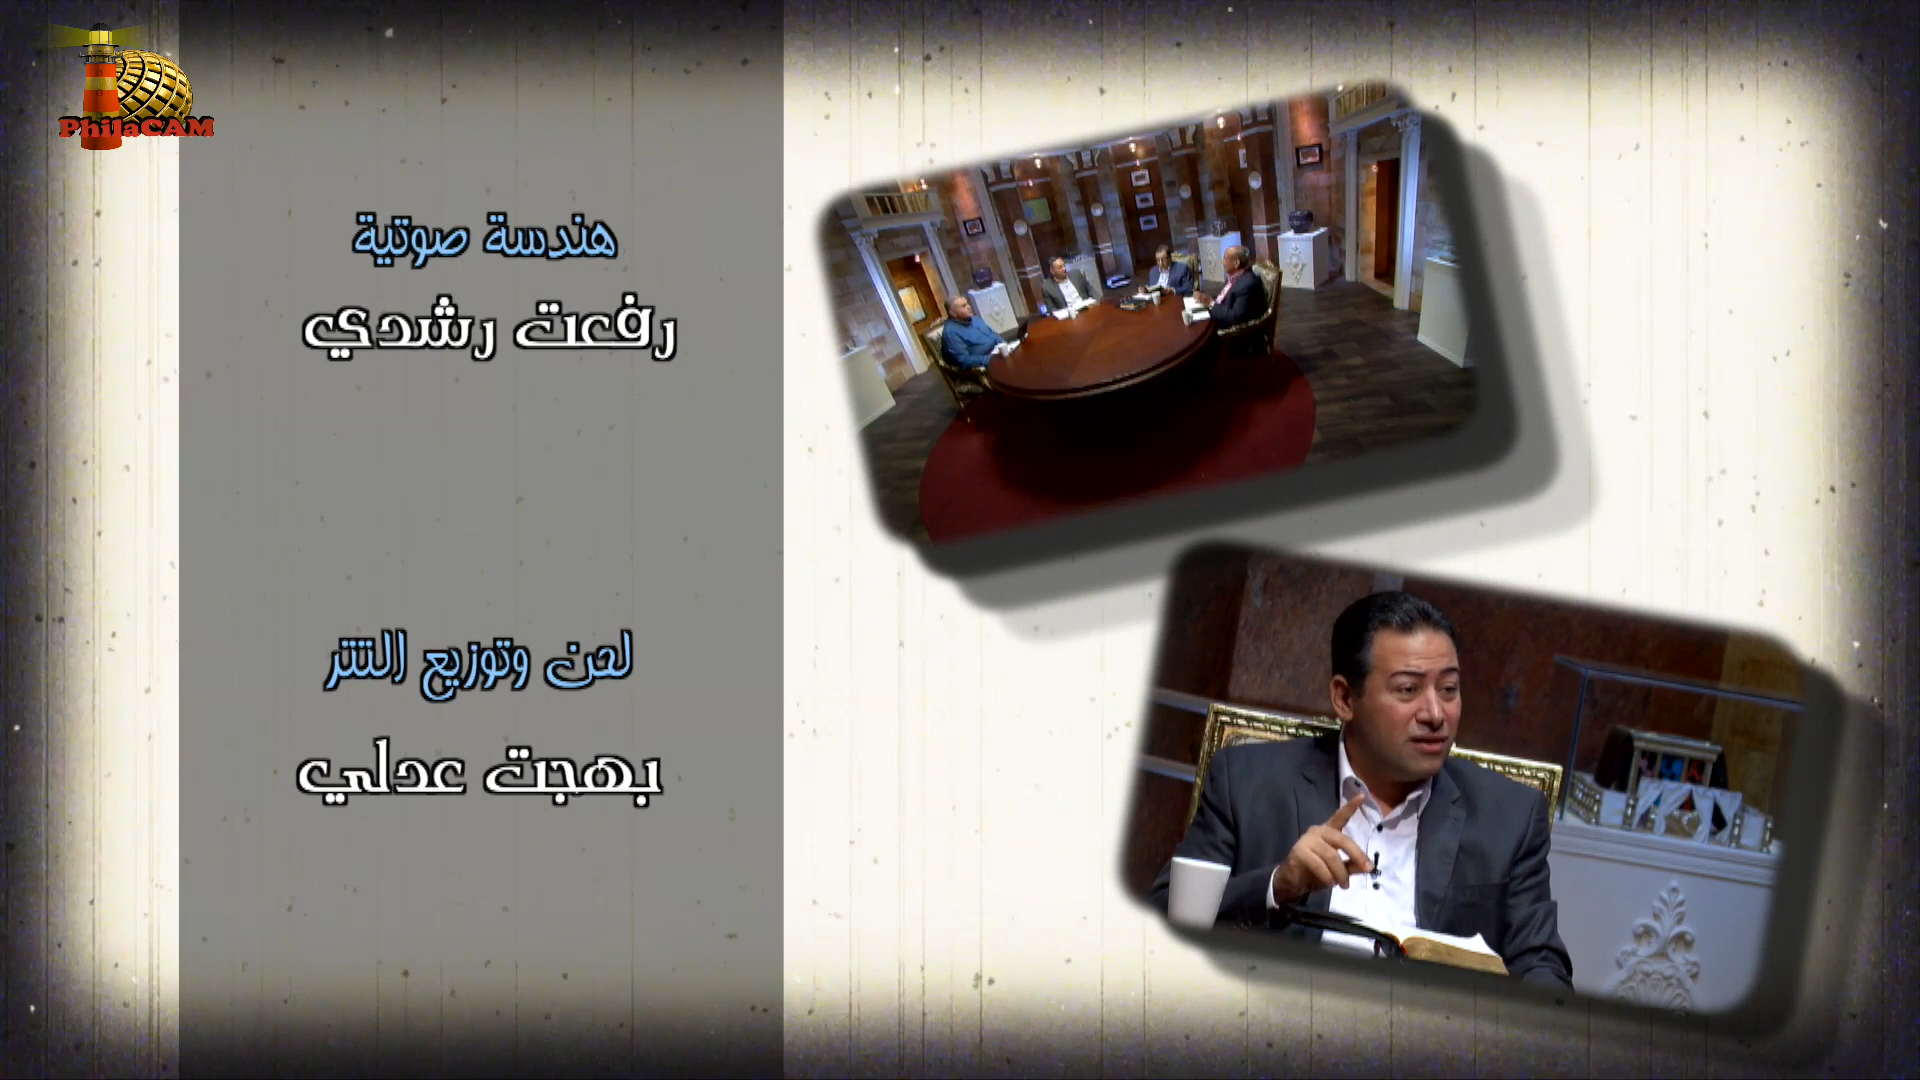 PhilaCAM
هندسة صوتية
رفعت رشدي
لحن وتوزيع التتر
بهجت عدلي